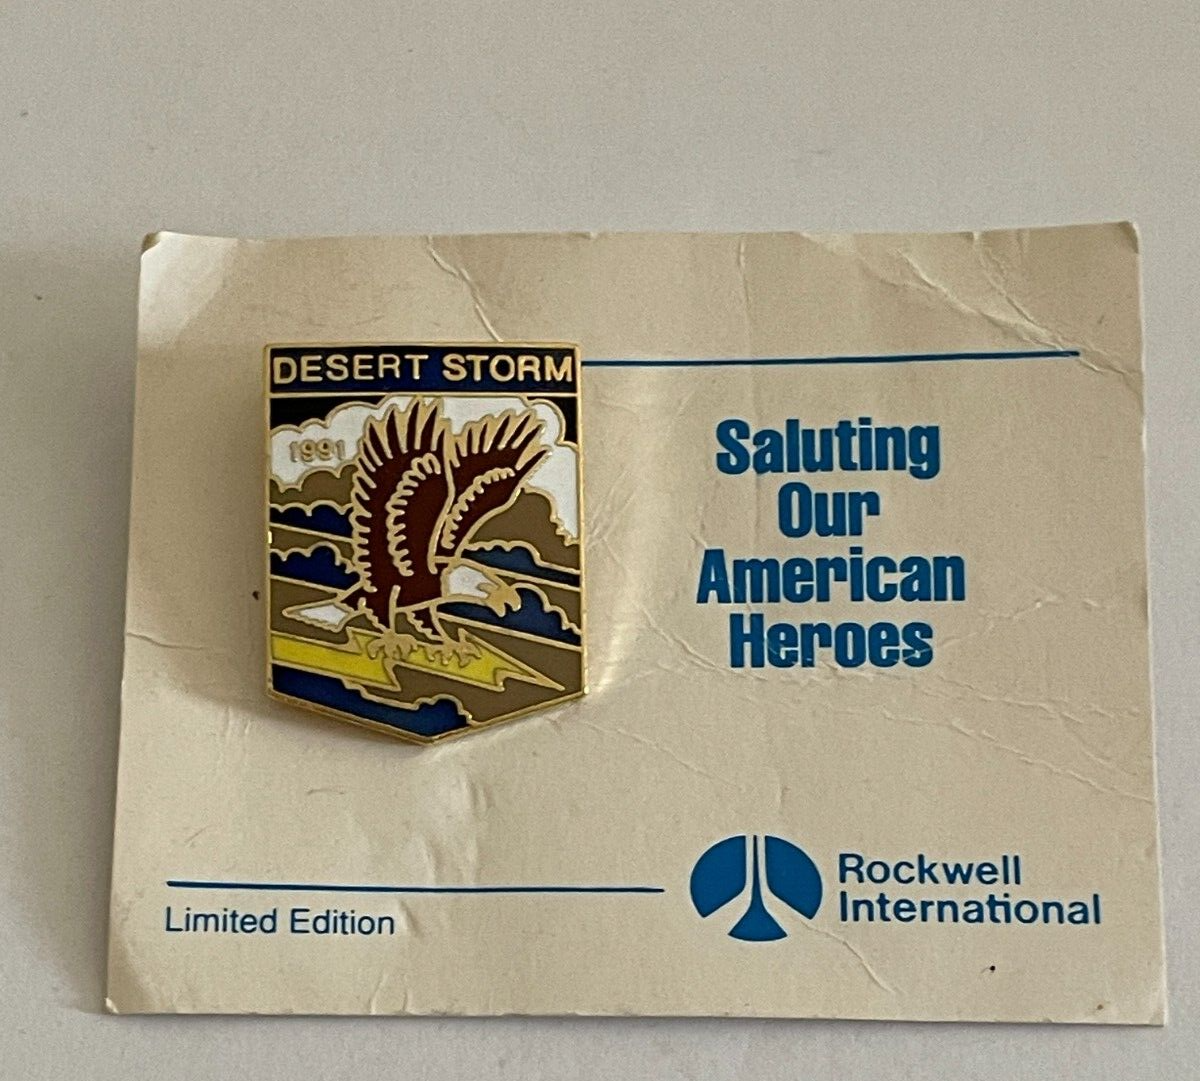 DESERT STORM
1991
Saluting
Our
American
Heroes
Limited Edition
Rockwell
International